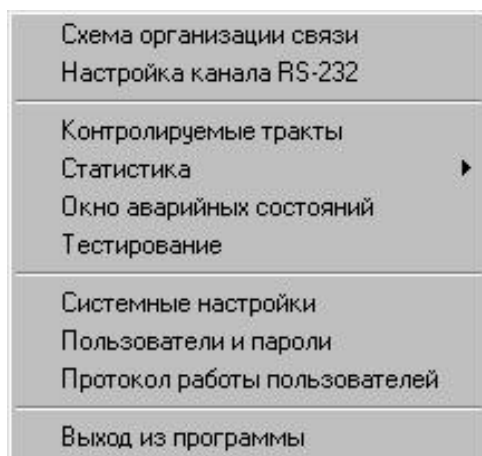 Схема организации связи
Настройка канала RS-232
Контролируемые тракты
Статистика
Окно аварийных состояний
Тестирование
Системные настройки
Пользователи и пароли
Протокол работы пользователей
Выход из программы